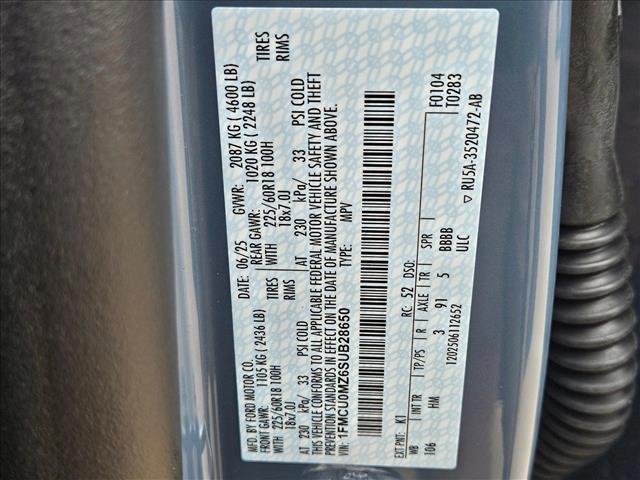 MFD. BY FORD MOTOR CO.
DATE: 06/25 GVWR: 2087 KG ( 4600 LB)
FRONT GAWR: 1105 KG ( 2436 LB) REAR GAWR: 1020 KG ( 2248 LB)
WITH 225/60R18 100H TIRES WITH 225/60R18 100H TIRES
18x7.0J RIMS 18x7.0J RIMS
AT 230 kPa/ 33 PSI COLD AT 230 kPa/ 33 PSI COLD
THIS VEHICLE CONFORMS TO ALL APPLICABLE FEDERAL MOTOR VEHICLE SAFETY AND THEFT
PREVENTION STANDARDS IN EFFECT ON THE DATE OF MANUFACTURE SHOWN ABOVE.
VIN: 1FMCU0MZ6SUB28650 TYPE: MPV
F0104
T0283
EXT PNT: K1 RC: 52 DSO:
WB INT TR TP/PS R AXLE TR SPR
106 HM 3 91 5 BBBB
ULC
1202506112652 ▽ RU5A-3520472-AB